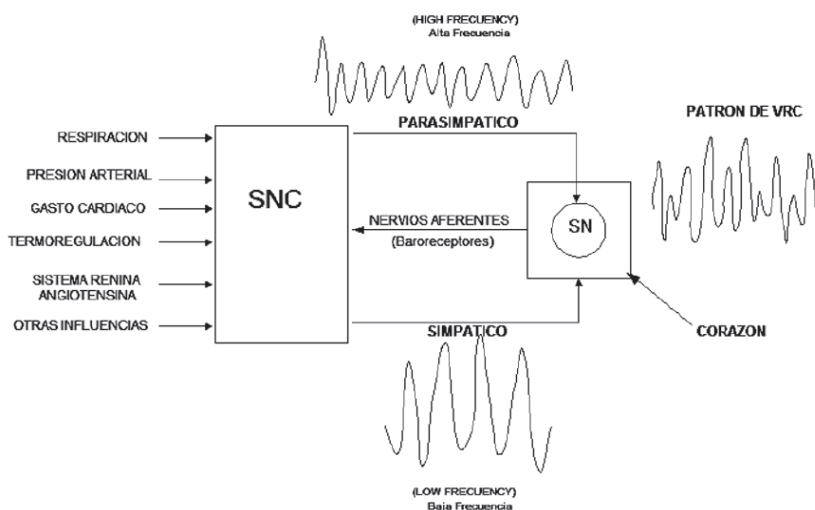 (HIGH FRECUENCY)
Alta Frecuencia
PARASIMPATICO
PATRON DE VRC
RESPIRACION
PRESION ARTERIAL
GASTO CARDIACO
TERMOREGULACION
SISTEMA RENINA
ANGIOTENSINA
OTRAS INFLUENCIAS
SNC
NERVIOS AFERENTES
(Baroreceptores)
SN
SIMPATICO
CORAZON
(LOW FRECUENCY)
Baja Frecuencia